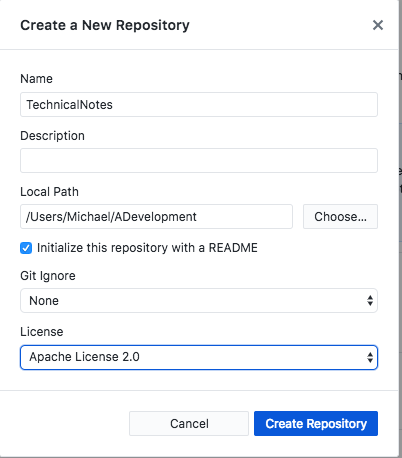 Create a New Repository
Name
TechnicalNotes
Description
Local Path
/Users/Michael/ADevelopment
Choose...
Initialize this repository with a README
Git Ignore
None
License
Apache License 2.0
Cancel
Create Repository